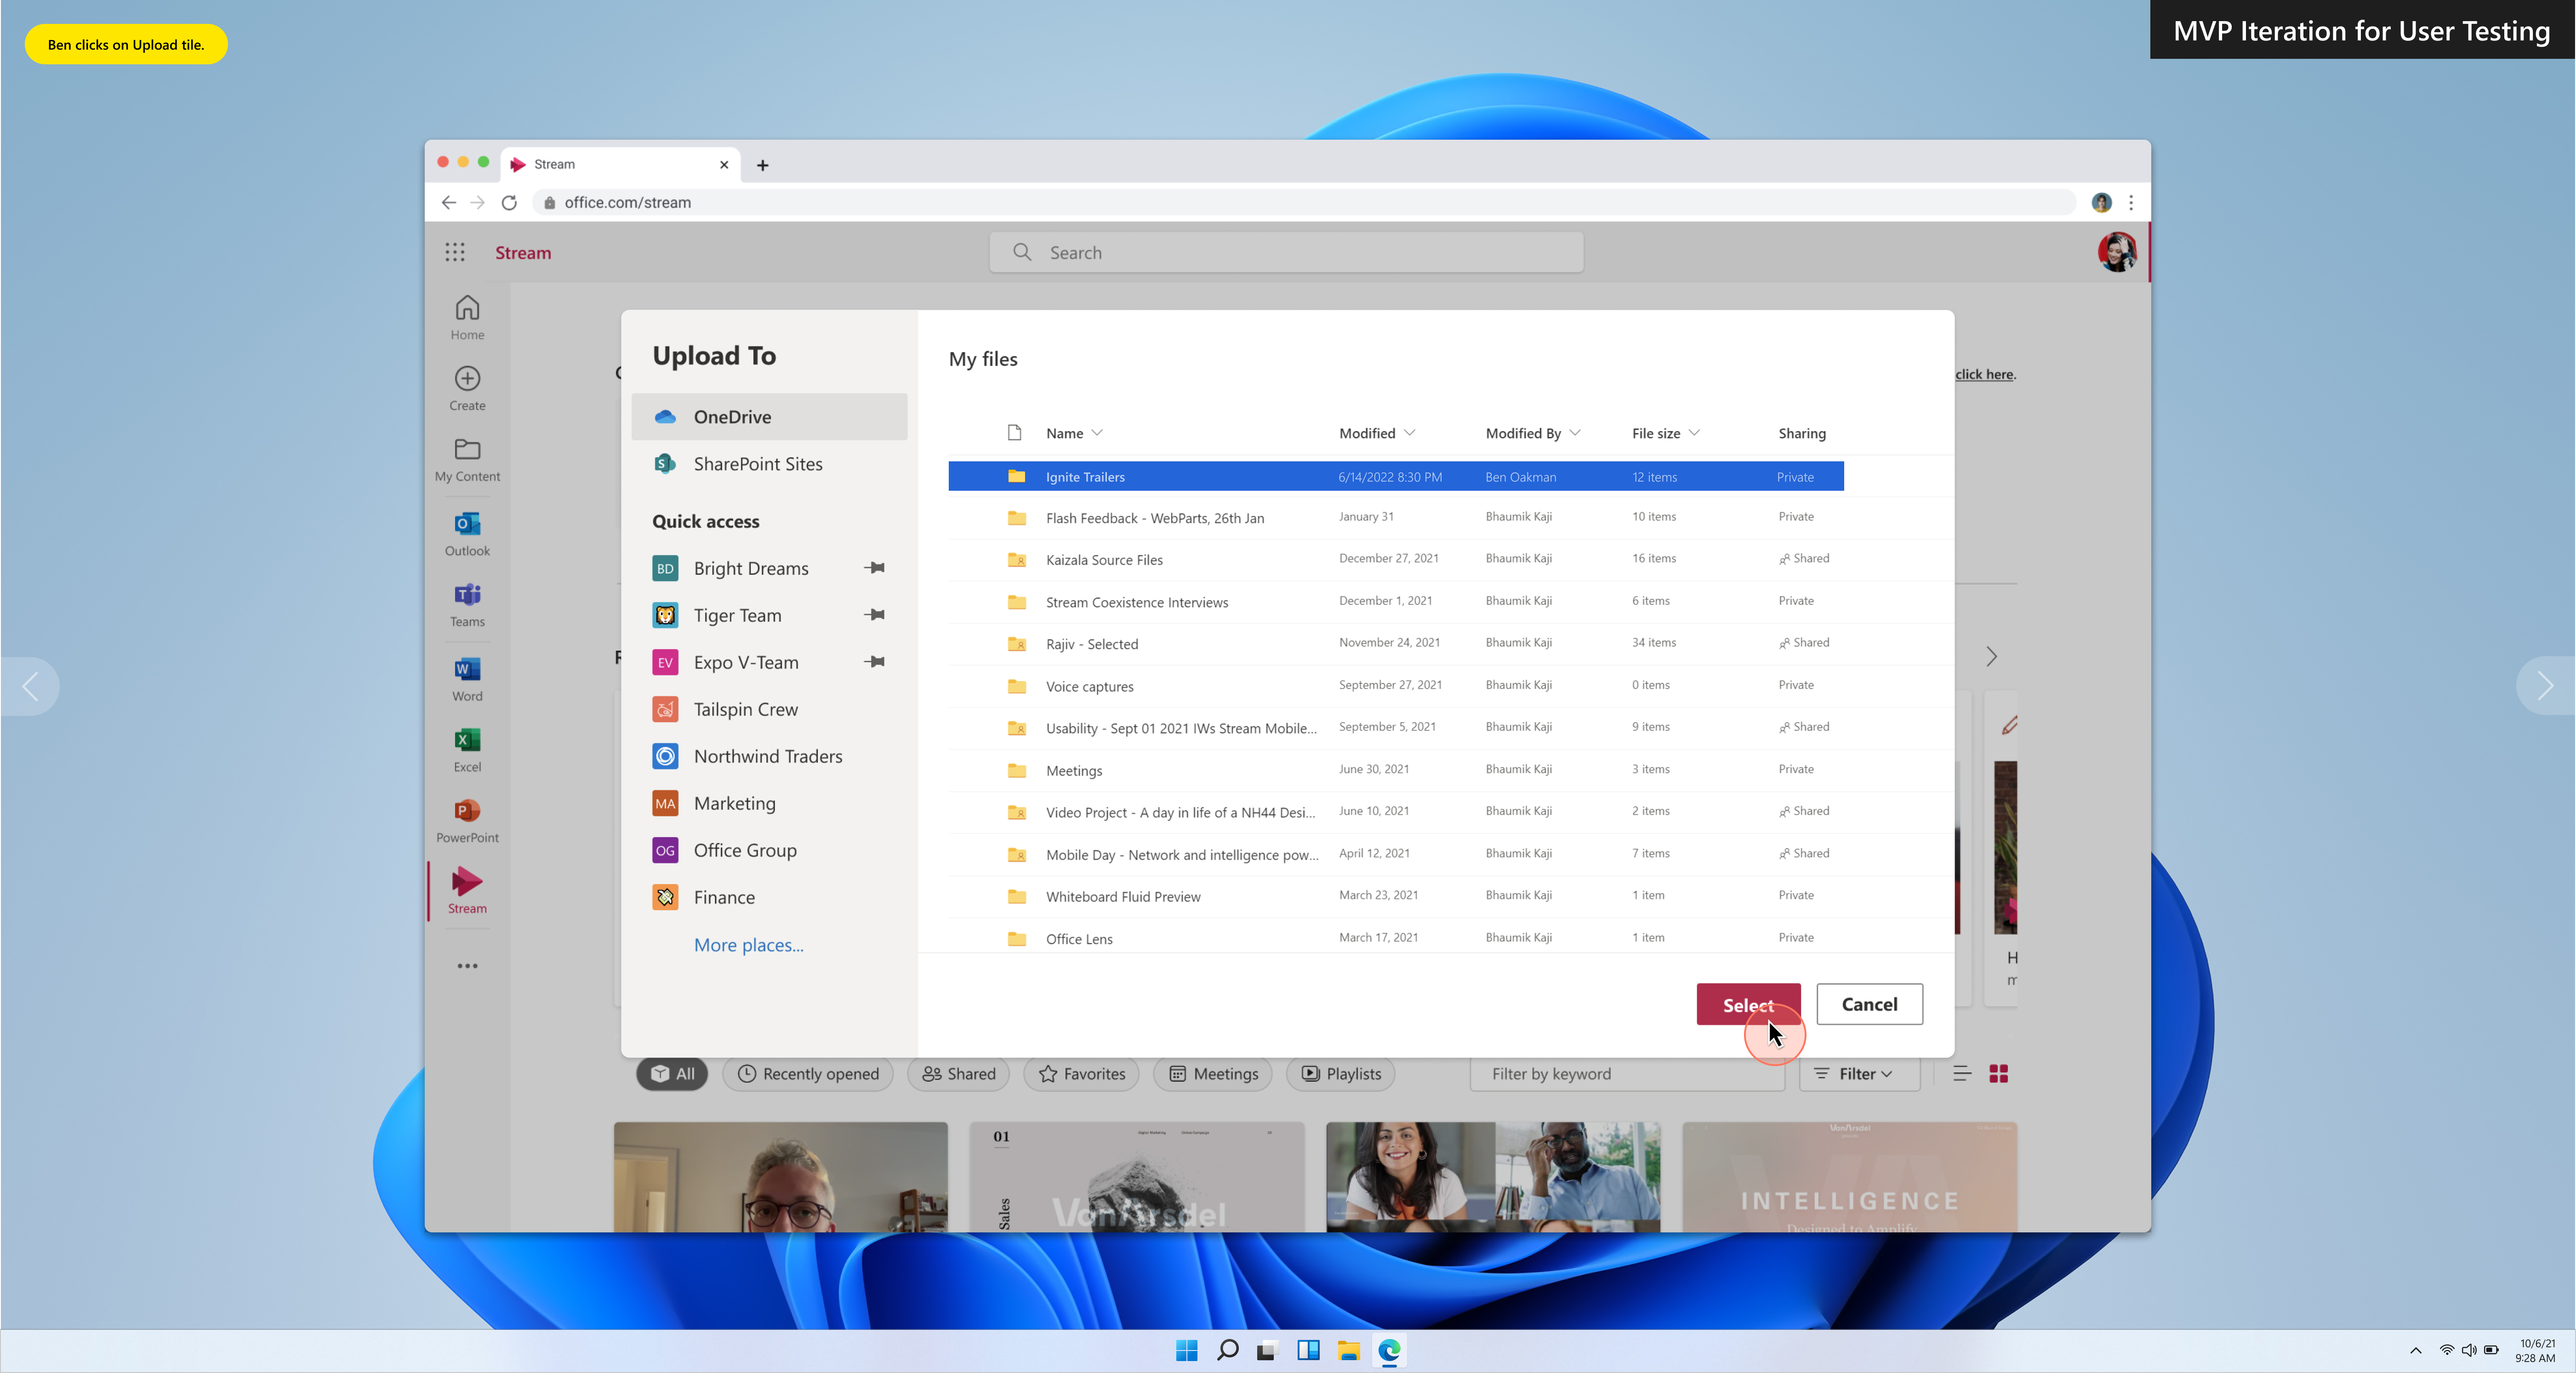 Ben clicks on Upload tile.
MVP Iteration for User Testing
Stream
office.com/stream
Stream
Search
Home
Create
My Content
Outlook
Teams
Word
Excel
PowerPoint
Stream
click here.
Upload To
OneDrive
SharePoint Sites
Quick access
BD Bright Dreams
Tiger Team
EV Expo V-Team
Tailspin Crew
Northwind Traders
MA Marketing
OG Office Group
Finance
More places...
My files
Name Modified Modified By File size Sharing
Ignite Trailers 6/14/2022 8:30 PM Ben Oakman 12 items Private
Flash Feedback - WebParts, 26th Jan January 31 Bhaumik Kaji 10 items Private
Kaizala Source Files December 27, 2021 Bhaumik Kaji 16 items Shared
Stream Coexistence Interviews December 1, 2021 Bhaumik Kaji 6 items Private
Rajiv - Selected November 24, 2021 Bhaumik Kaji 34 items Shared
Voice captures September 27, 2021 Bhaumik Kaji 0 items Private
Usability - Sept 01 2021 IWs Stream Mobile... September 5, 2021 Bhaumik Kaji 9 items Shared
Meetings June 30, 2021 Bhaumik Kaji 3 items Private
Video Project - A day in life of a NH44 Desi... June 10, 2021 Bhaumik Kaji 2 items Shared
Mobile Day - Network and intelligence pow... April 12, 2021 Bhaumik Kaji 7 items Shared
Whiteboard Fluid Preview March 23, 2021 Bhaumik Kaji 1 item Private
Office Lens March 17, 2021 Bhaumik Kaji 1 item Private
Select Cancel
H
m
All Recently opened Shared Favorites Meetings Playlists Filter by keyword Filter
01
Sales
VanArsdel
VanArsdel
INTELLIGENCE
Designed to Amplify
10/6/21
9:28 AM